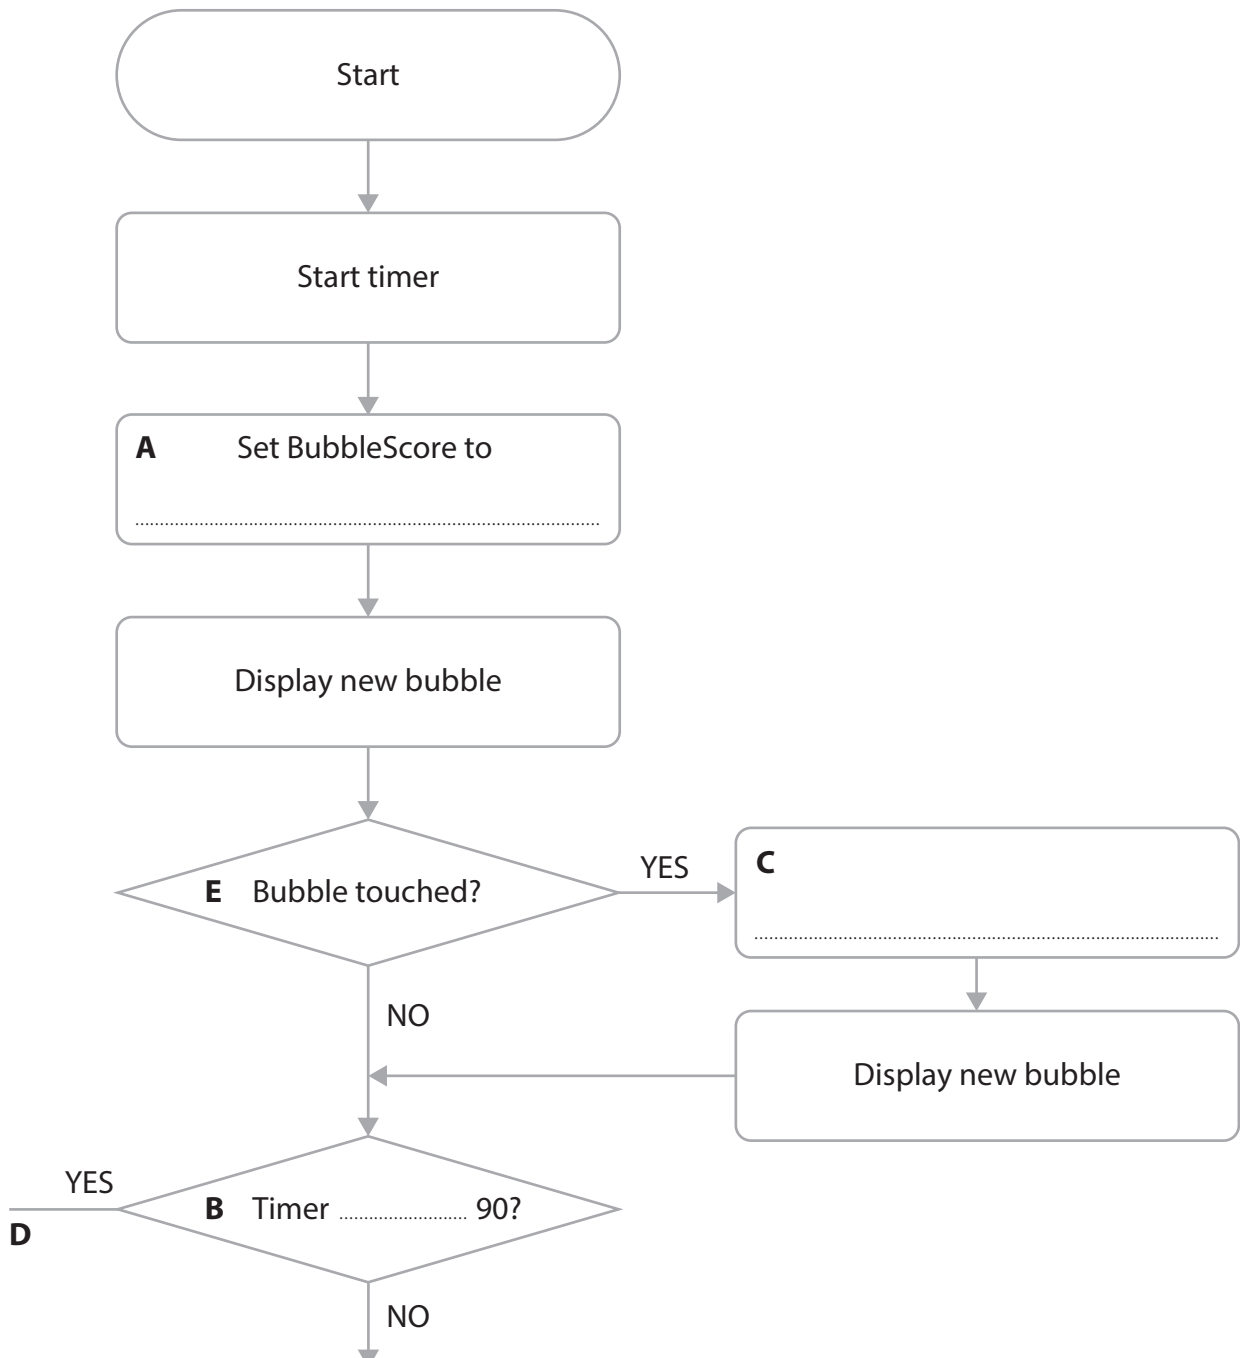 Start
Start timer
A Set BubbleScore to
................................................................
Display new bubble
E Bubble touched?
YES
C
................................................................
NO
Display new bubble
YES
B Timer ........................ 90?
D
NO